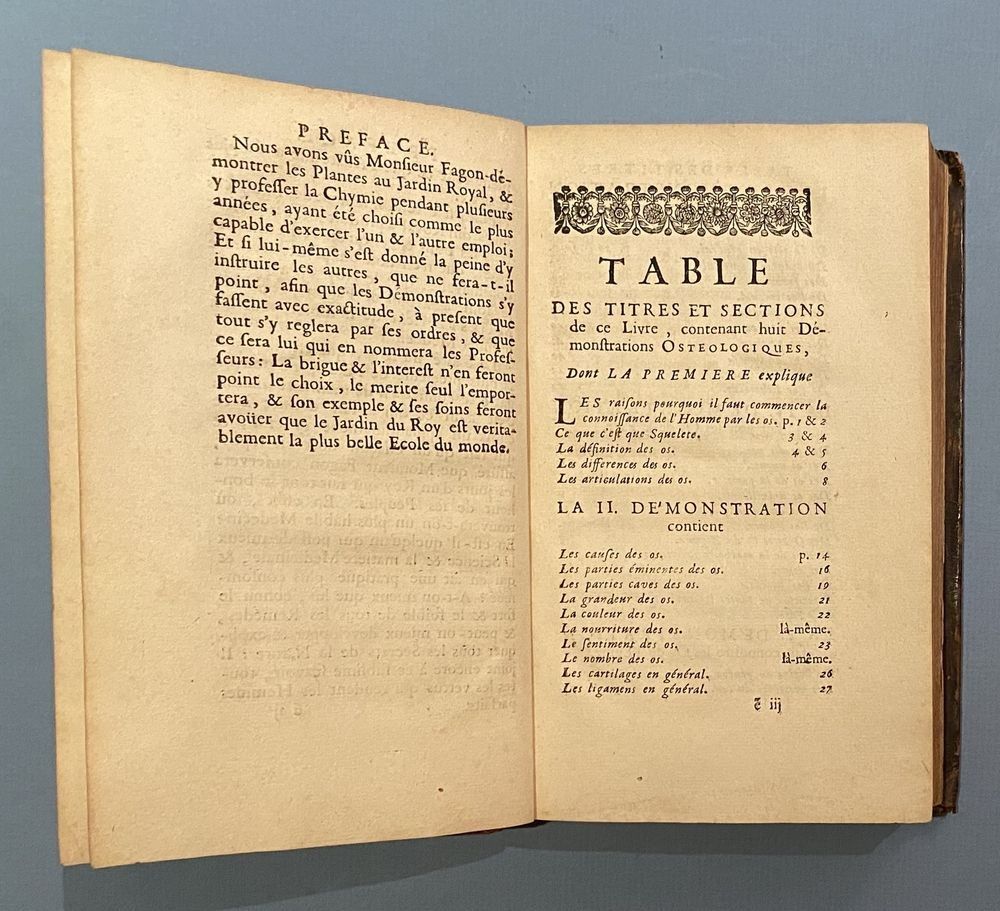 PREFACE.
Nous avons vûs Monſieur Fagon-dé-
montrer les Plantes au Jardin Royal, &
y profeſſer la Chymie pendant pluſieurs
années, ayant été choiſi comme le plus
capable d'exercer l'un & l'autre emploi;
Et ſi lui-même s'eſt donné la peine d'y
inſtruire les autres, que ne fera-t-il
point, afin que les Démonſtrations s'y
faſſent avec exactitude, à preſent que
tout s'y reglera par ſes ordres, & que
ce ſera lui qui en nommera les Profeſ-
ſeurs: La brigue & l'intereſt n'en feront
point le choix, le merite ſeul l'empor-
tera, & ſon exemple & ſes ſoins feront
avoüer que le Jardin du Roy eſt verita-
blement la plus belle Ecole du monde.
TABLE
DES TITRES ET SECTIONS
de ce Livre, contenant huit Dé-
monſtrations OSTEOLOGIQUES,
Dont LA PREMIERE explique
LES raiſons pourquoi il faut commencer la
connoiſſance de l'Homme par les os. p. 1 & 2
Ce que c'eſt que Squelete. 3 & 4
La définition des os. 4 & 5
Les differences des os. 6
Les articulations des os. 8
LA II. DE'MONSTRATION
contient
Les cauſes des os. p. 14
Les parties éminentes des os. 16
Les parties caves des os. 19
La grandeur des os. 21
La couleur des os. 22
La nourriture des os. là-même.
Le ſentiment des os. 23
Le nombre des os. là-même.
Les cartilages en général. 26
Les ligamens en général. 27
ẽ iij